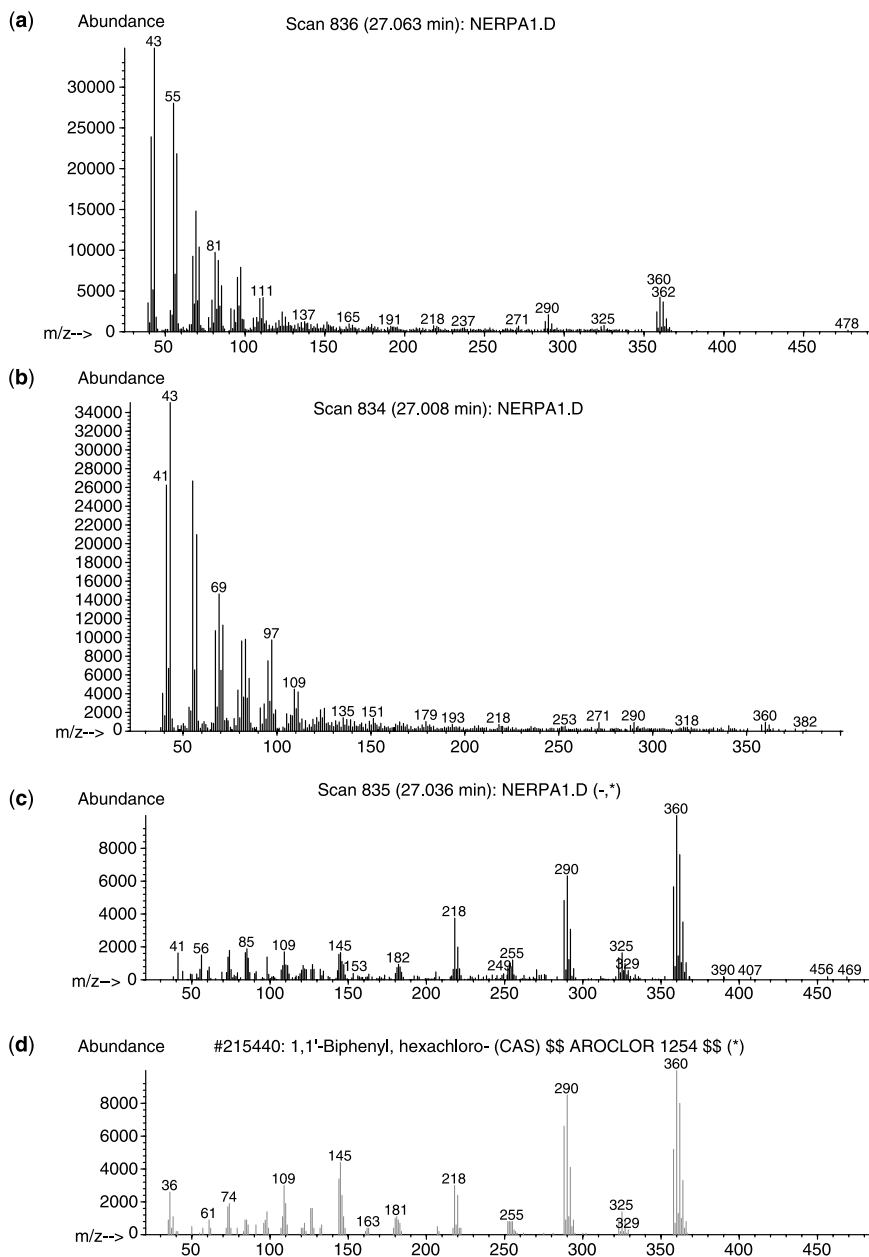 (a) Abundance Scan 836 (27.063 min): NERPA1.D
43
30000
55
25000
20000
15000
81
10000
5000
111
137 165 191 218 237 271 290 325 360 362 478
0
m/z-->
50 100 150 200 250 300 350 400 450
(b) Abundance
43
Scan 834 (27.008 min): NERPA1.D
34000
32000
30000
28000
41
26000
24000
22000
20000
18000
16000
69
14000
12000
97
10000
8000
6000
109
4000
2000
135 151 179 193 218 253 271 290 318 360 382
0
m/z-->
50 100 150 200 250 300 350
(c) Abundance Scan 835 (27.036 min): NERPA1.D (-,*)
360
8000
290
6000
218
4000
2000
41 56 85 109 145 153 182 249 255 325 329 390 407 456 469
0
m/z-->
50 100 150 200 250 300 350 400 450
(d) Abundance #215440: 1,1'-Biphenyl, hexachloro- (CAS) $$ AROCLOR 1254 $$ (*)
360
290
8000
6000
145
4000
36 74 109 218
2000
61 163 181 255 325 329
0
m/z-->
50 100 150 200 250 300 350 400 450